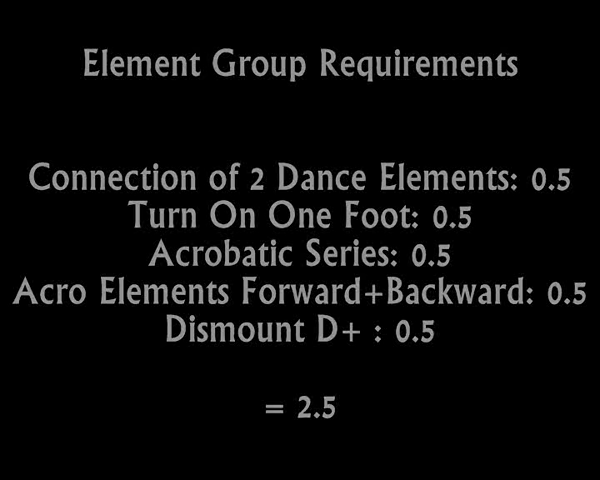 Element Group Requirements
Connection of 2 Dance Elements: 0.5
Turn On One Foot: 0.5
Acrobatic Series: 0.5
Acro Elements Forward+Backward: 0.5
Dismount D+ : 0.5
= 2.5